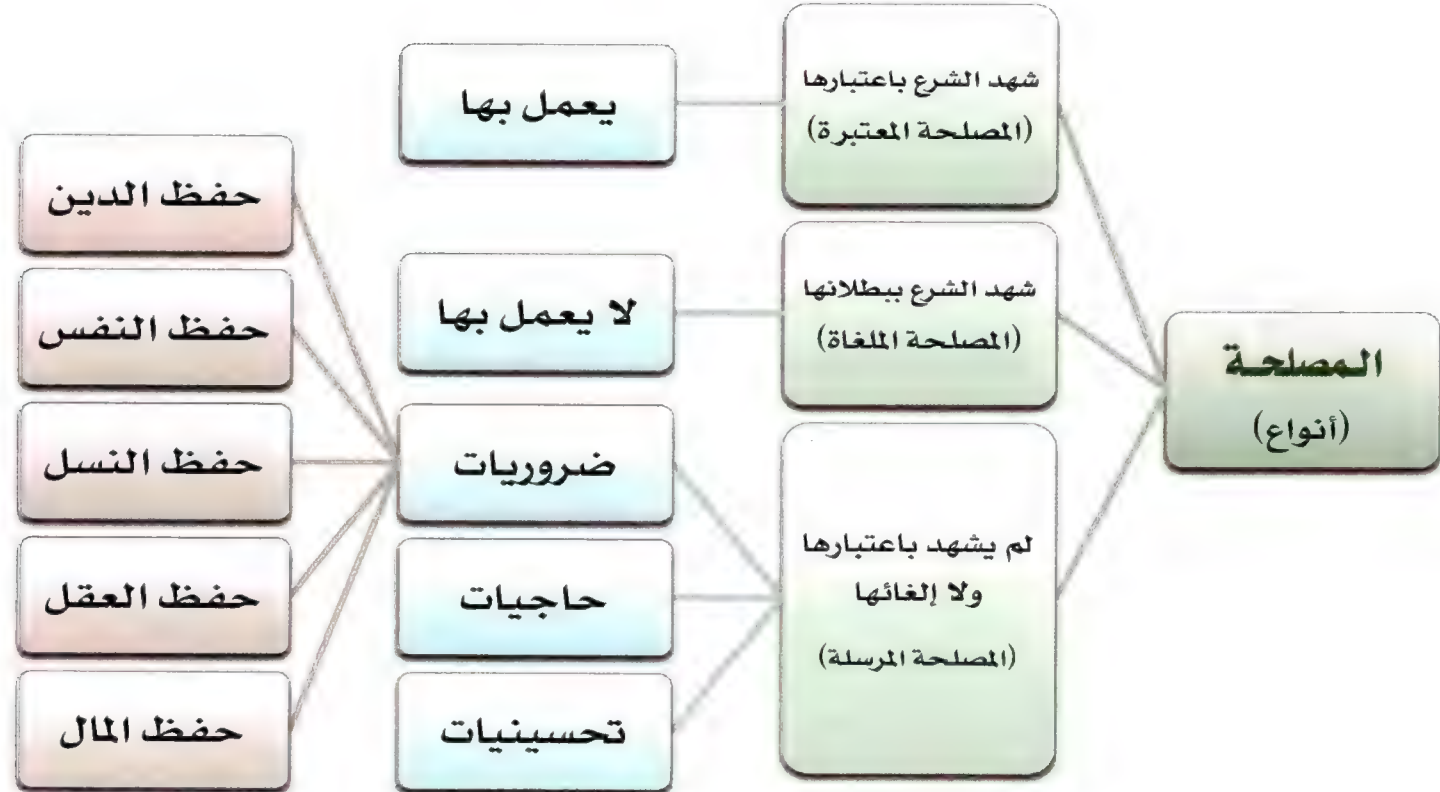 المصلحة
(أنواع)
شهد الشرع باعتبارها
(المصلحة المعتبرة)
يعمل بها
شهد الشرع ببطلانها
(المصلحة الملغاة)
لا يعمل بها
لم يشهد باعتبارها
ولا إلغائها
(المصلحة المرسلة)
ضروريات
حاجيات
تحسينيات
حفظ الدين
حفظ النفس
حفظ النسل
حفظ العقل
حفظ المال